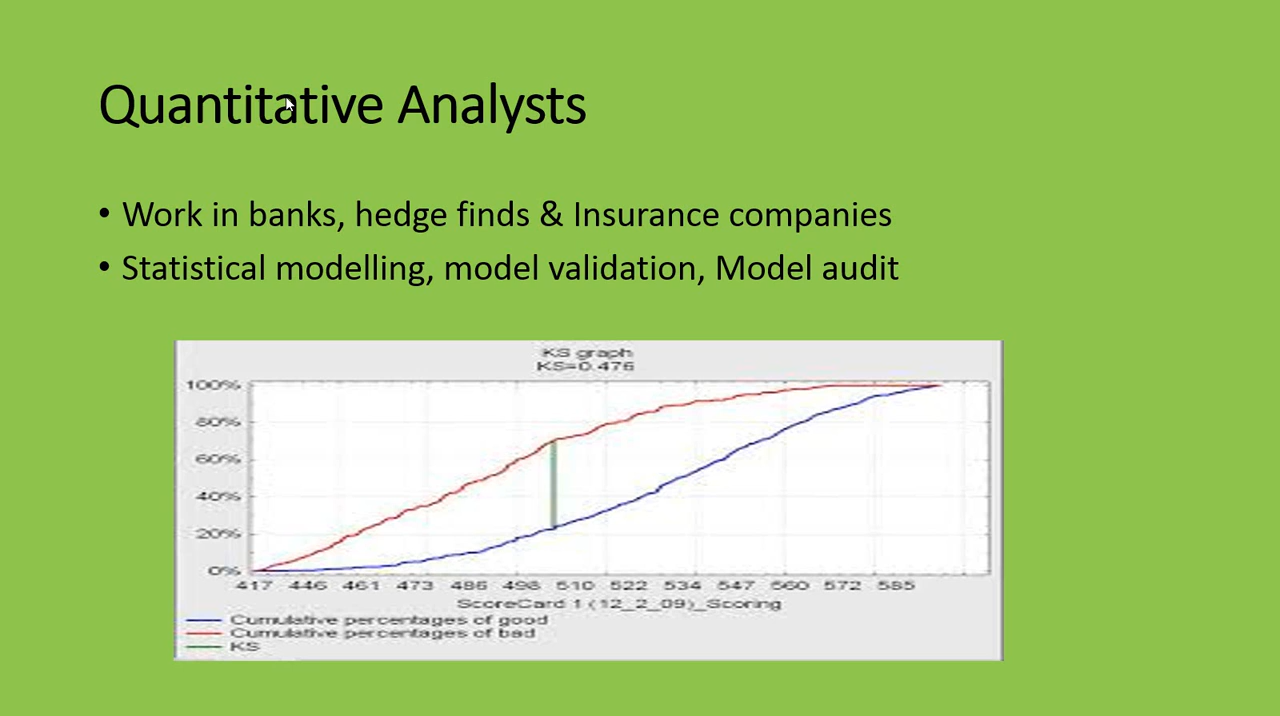 Quantitative Analysts
• Work in banks, hedge finds & Insurance companies
• Statistical modelling, model validation, Model audit
KS graph
KS=0.476
100%
80%
60%
40%
20%
0%
417 446 461 473 486 498 510 522 534 547 560 572 585
ScoreCard 1 (12_2_09)_Scoring
Cumulative percentages of good
Cumulative percentages of bad
KS